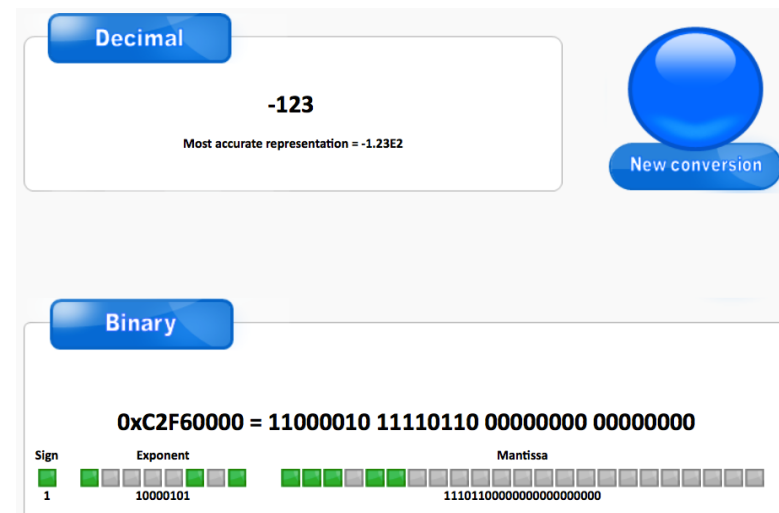 Decimal
-123
Most accurate representation = -1.23E2
New conversion
Binary
0xC2F60000 = 11000010 11110110 00000000 00000000
Sign Exponent Mantissa
1 10000101 11101100000000000000000